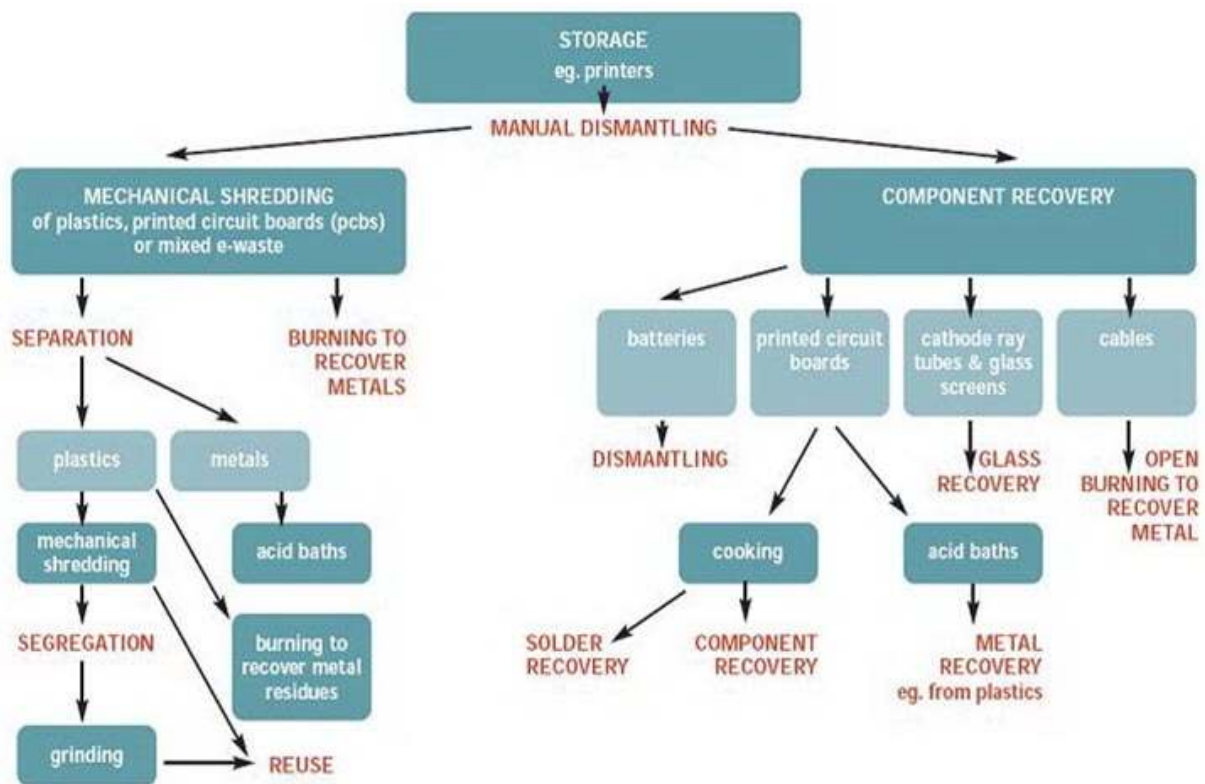 STORAGE
eg. printers
MANUAL DISMANTLING
MECHANICAL SHREDDING
of plastics, printed circuit boards (pcbs)
or mixed e-waste
COMPONENT RECOVERY
SEPARATION
BURNING TO
RECOVER
METALS
batteries
printed circuit
boards
cathode ray
tubes & glass
screens
cables
plastics
metals
DISMANTLING
GLASS
RECOVERY
OPEN
BURNING TO
RECOVER
METAL
mechanical
shredding
acid baths
cooking
acid baths
SEGREGATION
burning to
recover metal
residues
SOLDER
RECOVERY
COMPONENT
RECOVERY
METAL
RECOVERY
eg. from plastics
grinding
REUSE